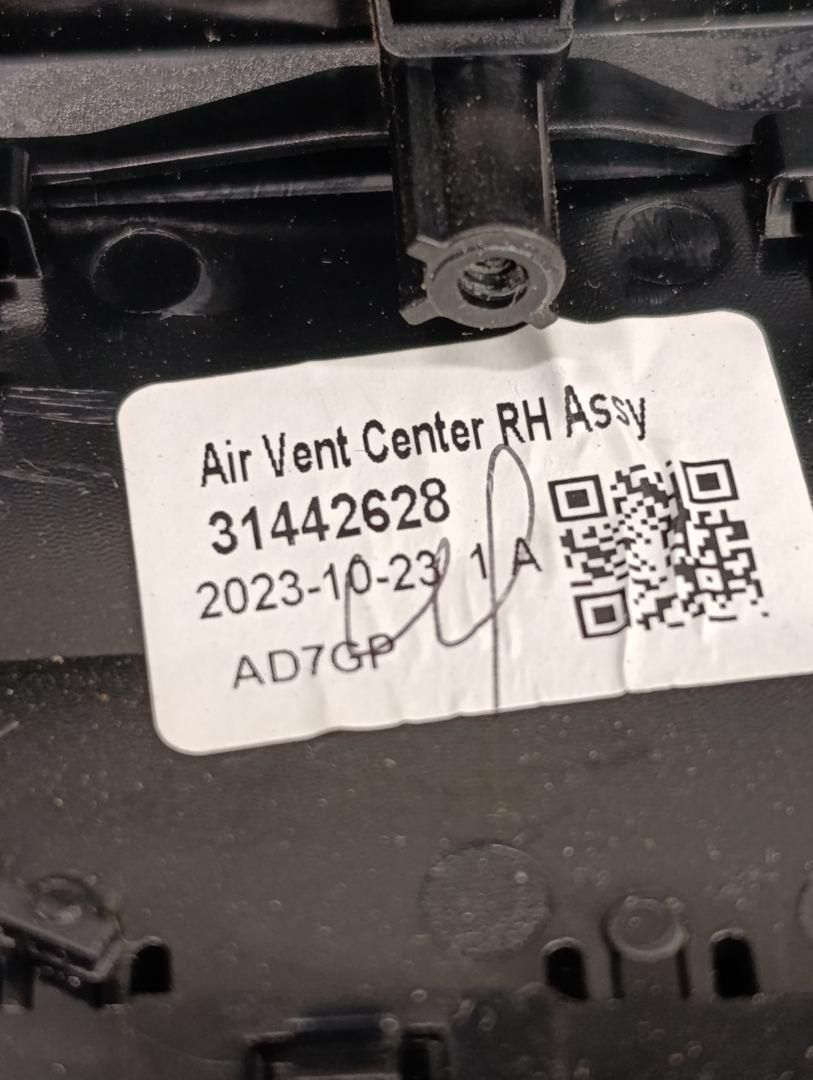 Air Vent Center RH Assy
31442628
2023-10-23 1 A
AD7GP